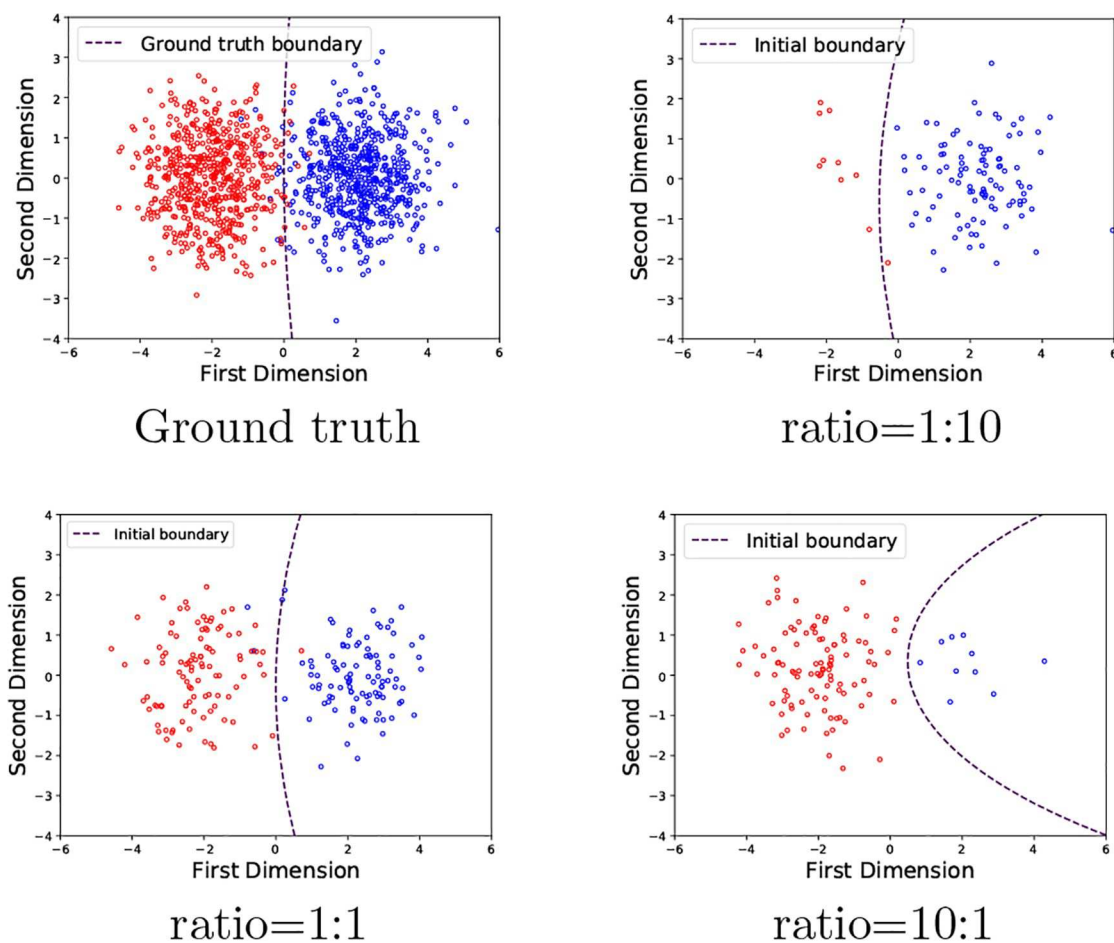 Ground truth boundary
4
3
2
1
0
−1
−2
−3
−4
Second Dimension
−6 −4 −2 0 2 4 6
First Dimension
Ground truth
Initial boundary
4
3
2
1
0
−1
−2
−3
−4
Second Dimension
−6 −4 −2 0 2 4 6
First Dimension
ratio=1:10
Initial boundary
4
3
2
1
0
−1
−2
−3
−4
Second Dimension
−6 −4 −2 0 2 4 6
First Dimension
ratio=1:1
Initial boundary
4
3
2
1
0
−1
−2
−3
−4
Second Dimension
−6 −4 −2 0 2 4 6
First Dimension
ratio=10:1